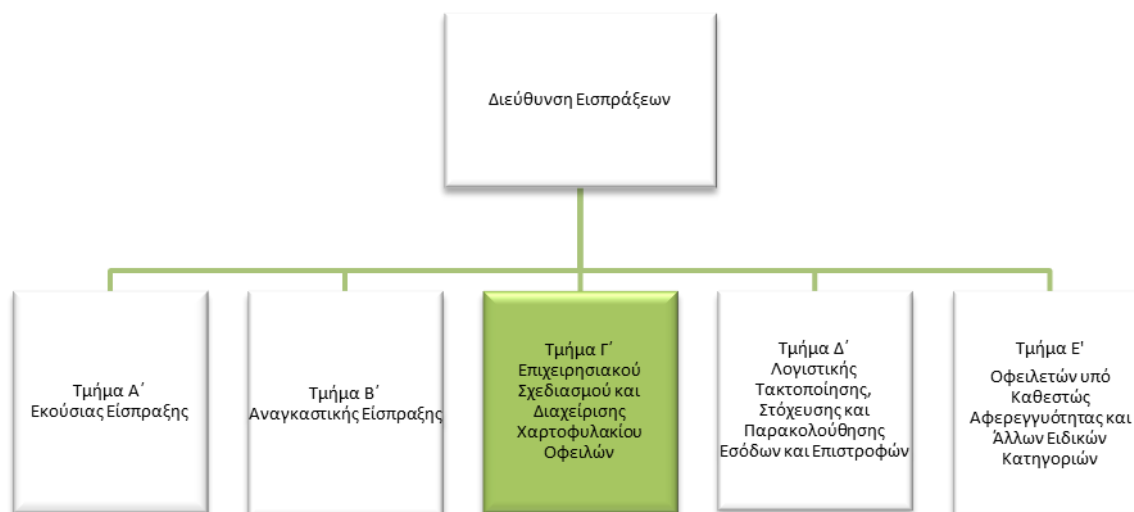 Διεύθυνση Εισπράξεων
Τμήμα Α΄
Εκούσιας Είσπραξης
Τμήμα Β΄
Αναγκαστικής Είσπραξης
Τμήμα Γ΄
Επιχειρησιακού
Σχεδιασμού και
Διαχείρισης
Χαρτοφυλακίου
Οφειλών
Τμήμα Δ΄
Λογιστικής
Τακτοποίησης,
Στόχευσης και
Παρακολούθησης
Εσόδων και Επιστροφών
Τμήμα Ε'
Οφειλετών υπό
Καθεστώς
Αφερεγγυότητας και
Άλλων Ειδικών
Κατηγοριών